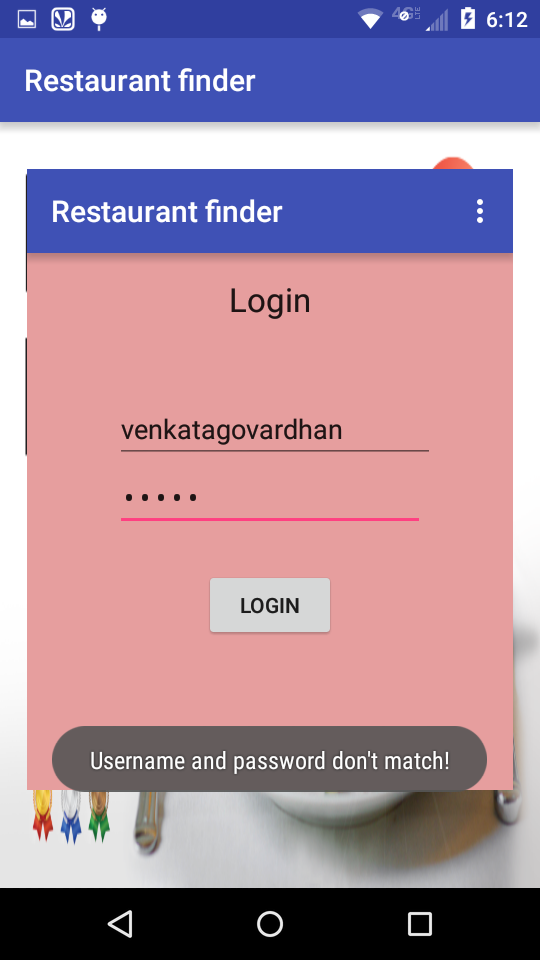 6:12
Restaurant finder
Restaurant finder
Login
venkatagovardhan
•••••
LOGIN
Username and password don't match!